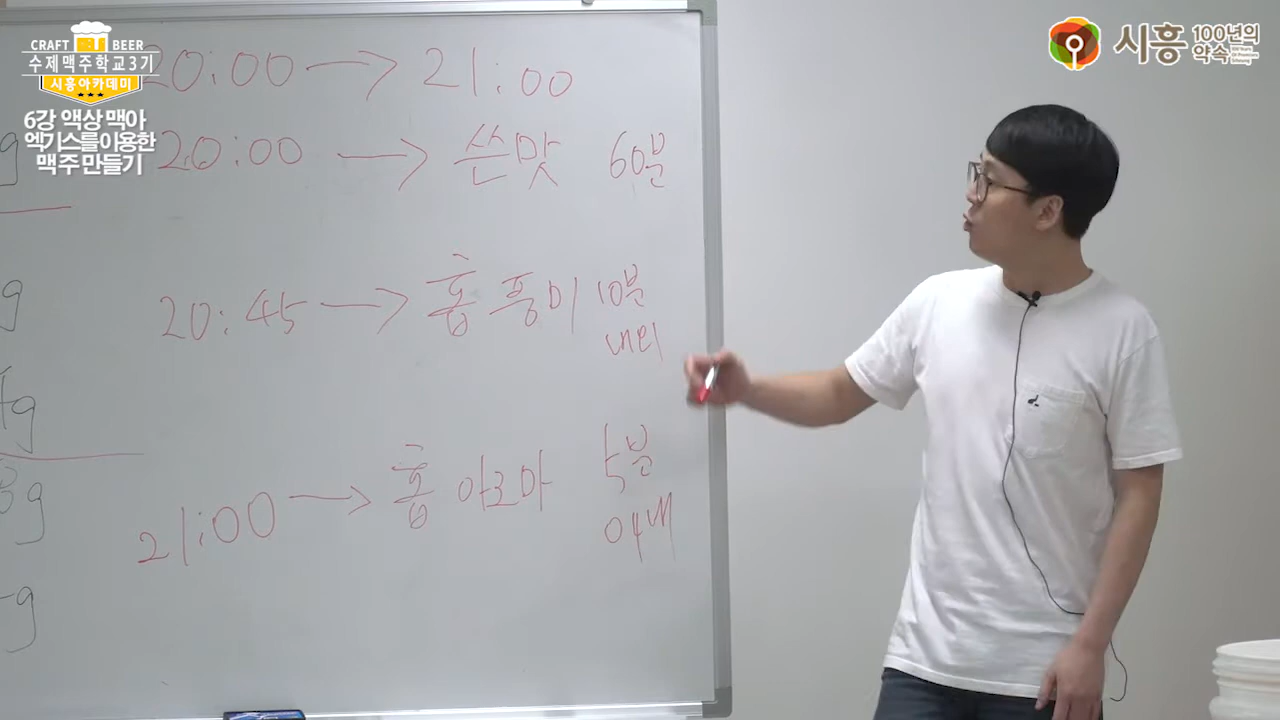 CRAFT BEER
수제맥주학교3기
시흥아카데미
6강 액상 맥아
엑기스를이용한
맥주 만들기
시흥 100년의
약속
20:00 → 21:00
20:00 → 쓴맛 60분
20:45 → 홉 풍미 10분
내외
21:00 → 홉 아로마 5분
이내
g
g
g
g
g